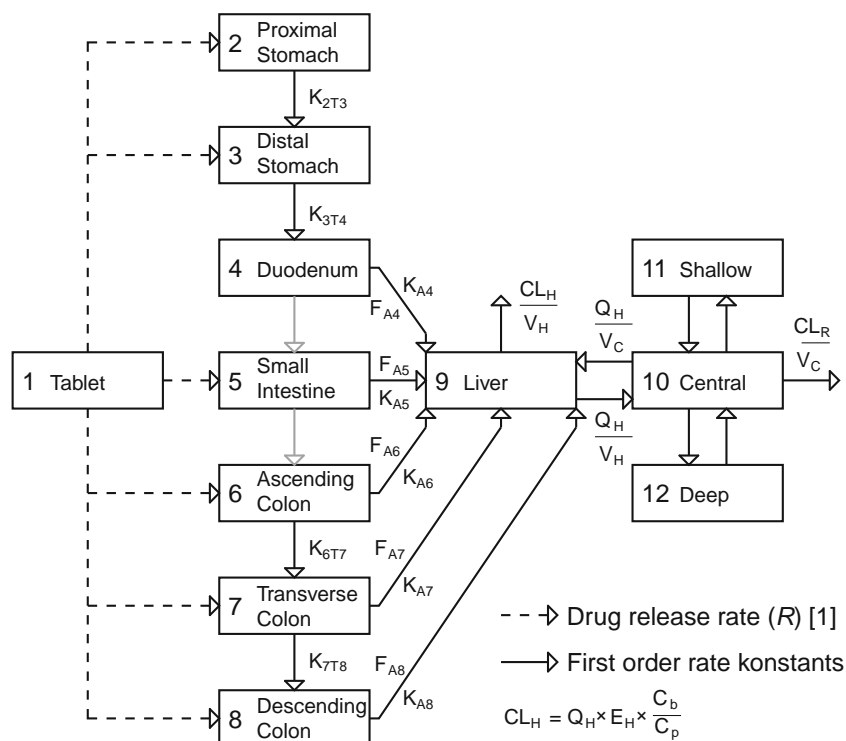 2 Proximal
Stomach
K2T3
3 Distal
Stomach
K3T4
4 Duodenum
KA4
FA4
CLH
VH
QH
VC
11 Shallow
CLR
VC
1 Tablet
5 Small
Intestine
FA5
KA5
9 Liver
10 Central
QH
VH
6 Ascending
Colon
FA6
KA6
12 Deep
K6T7
7 Transverse
Colon
FA7
KA7
K7T8
8 Descending
Colon
FA8
KA8
Drug release rate (R) [1]
First order rate konstants
CLH = QH × EH × Cb
Cp